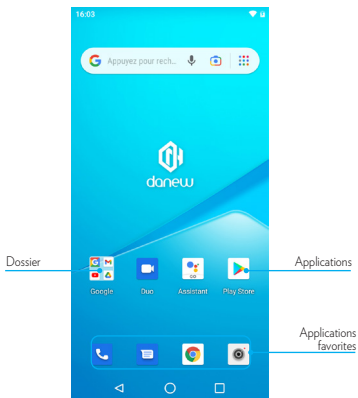 16:03
Appuyez pour rech...
danew
Dossier
Applications
Google
Duo
Assistant
Play Store
Applications
favorites